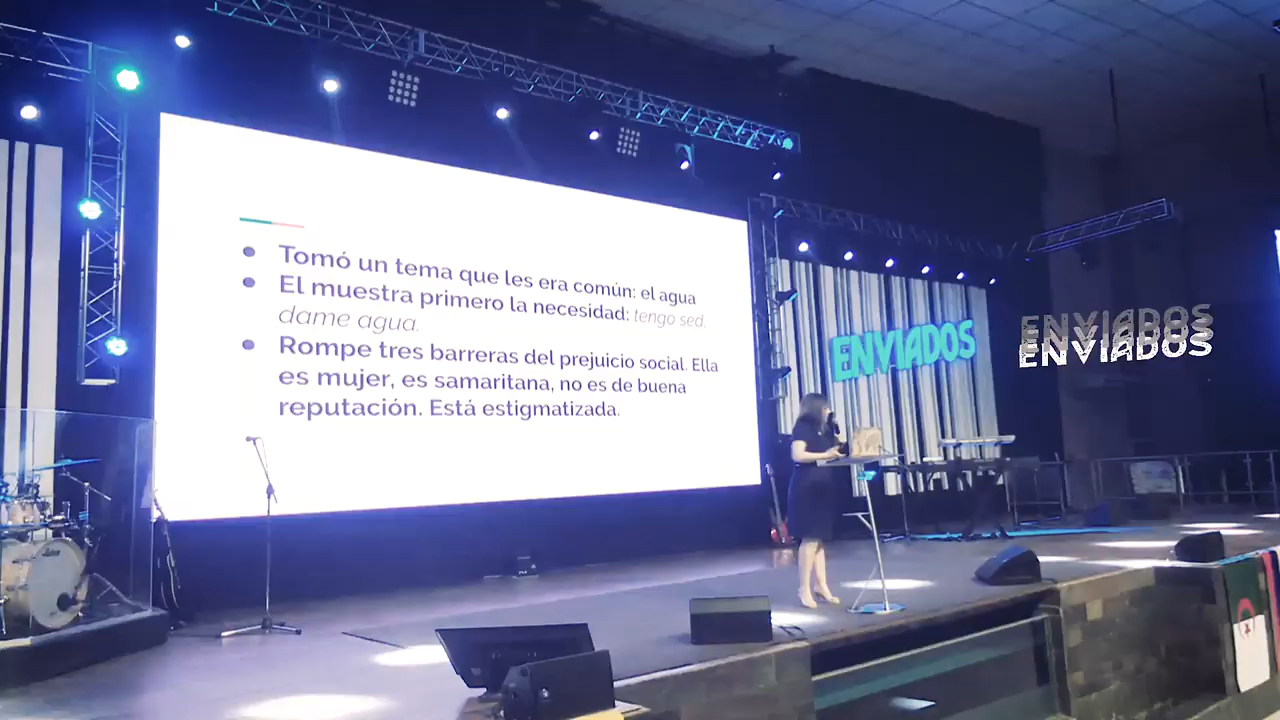 Tomó un tema que les era común: el agua
El muestra primero la necesidad: tengo sed.
dame agua.
Rompe tres barreras del prejuicio social. Ella
es mujer, es samaritana, no es de buena
reputación. Está estigmatizada.
ENVIADOS
ENVIADOS
ENVIADOS
ENVIADOS